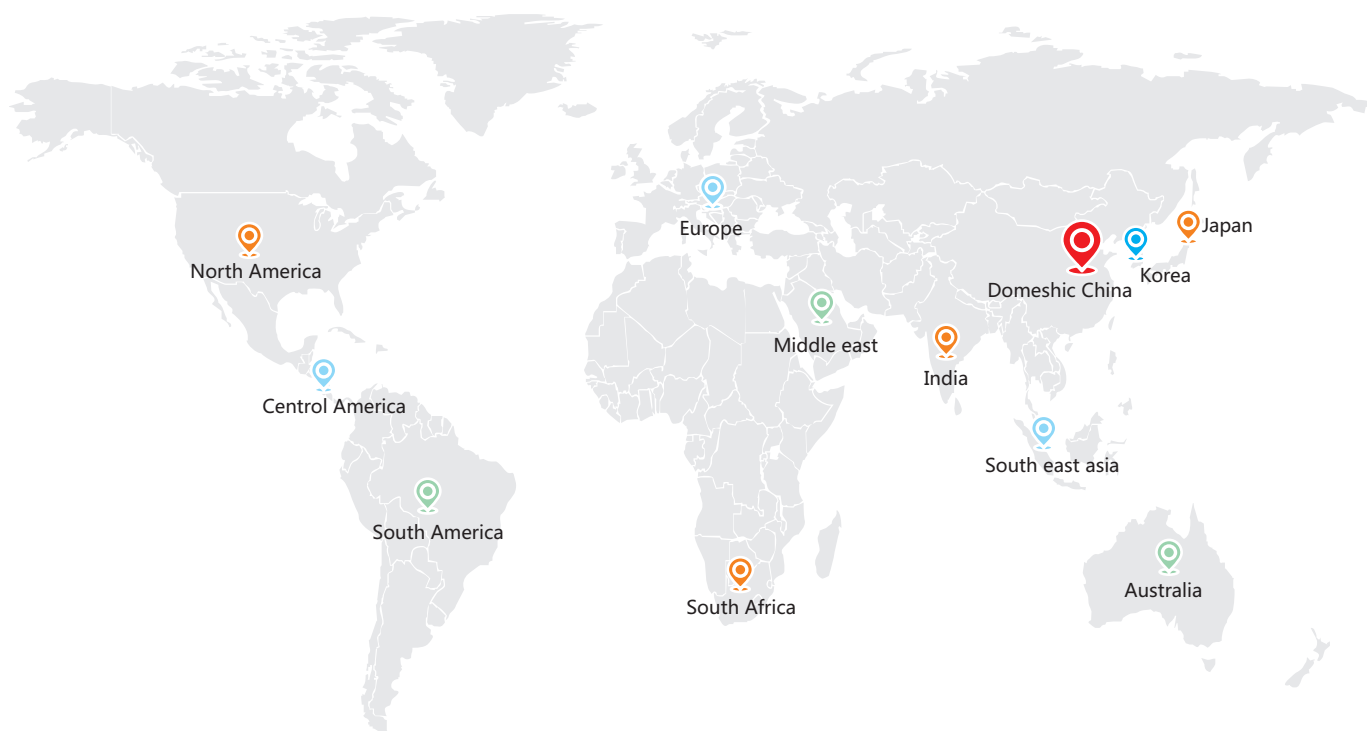 Japan
Europe
North America
Korea
Domeshic China
Middle east
India
Centrol America
South east asia
South America
Australia
South Africa